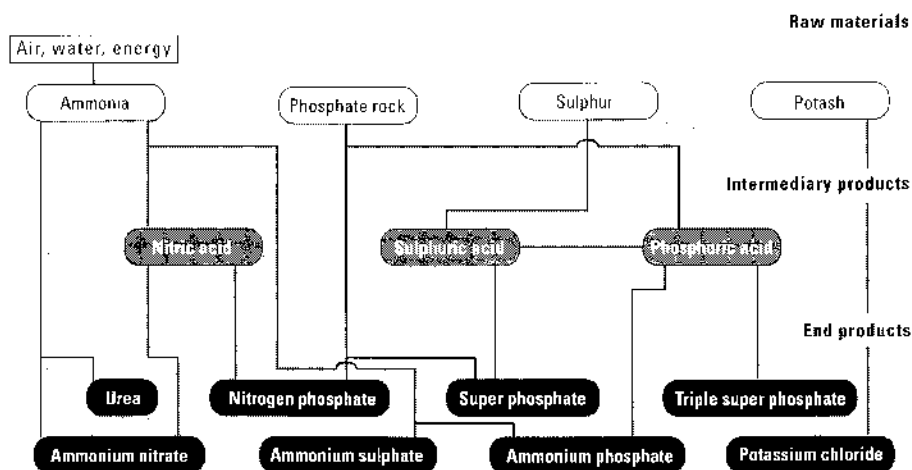 Raw materials
Air, water, energy
Ammonia
Phosphate rock
Sulphur
Potash
Intermediary products
Nitric acid
Sulphuric acid
Phosphoric acid
End products
Urea
Nitrogen phosphate
Super phosphate
Triple super phosphate
Ammonium nitrate
Ammonium sulphate
Ammonium phosphate
Potassium chloride